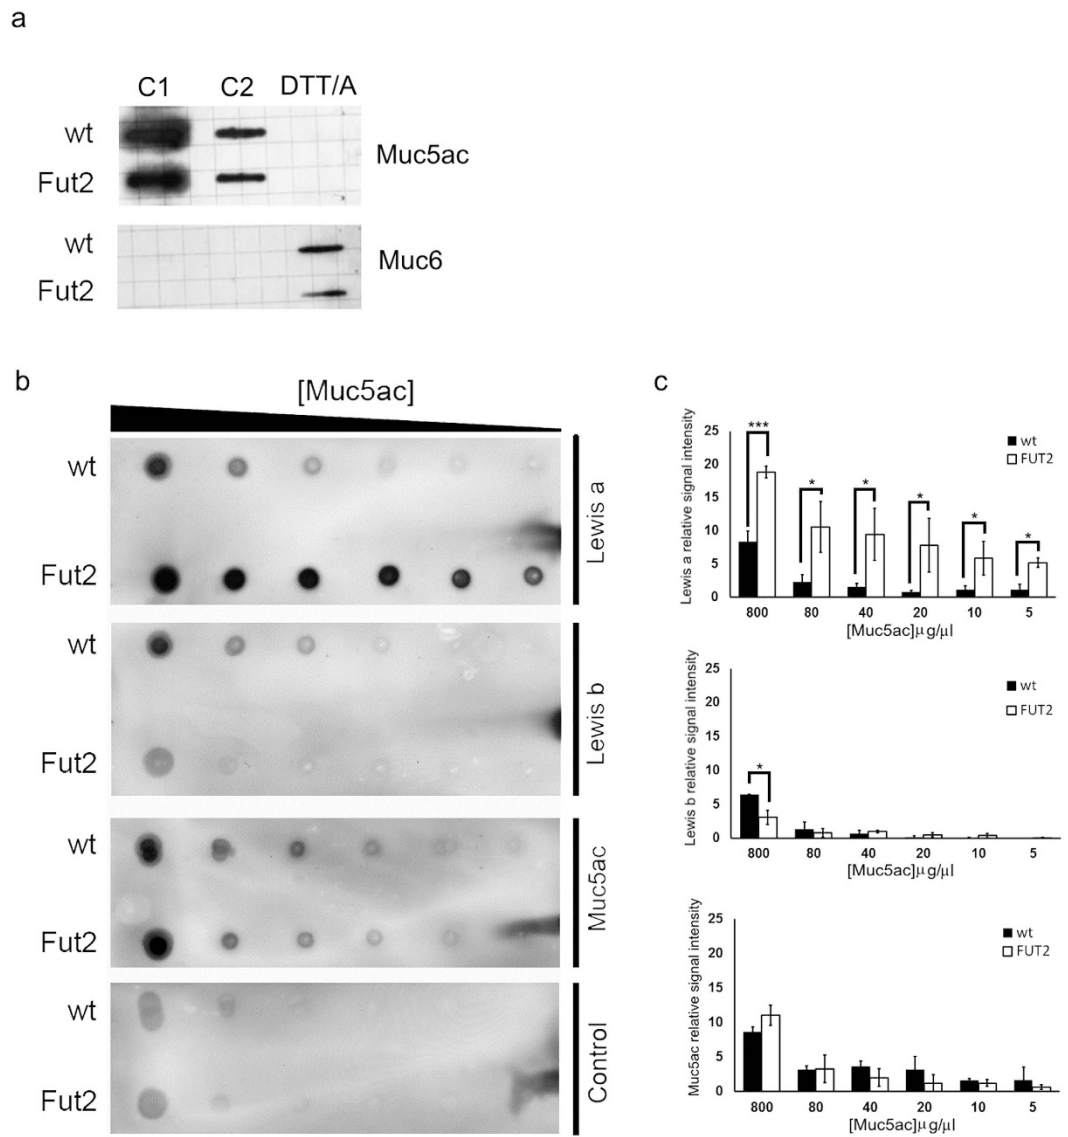 a
C1 C2 DTT/A
wt
Muc5ac
Fut2
wt
Muc6
Fut2
b
[Muc5ac]
wt
Lewis a
Fut2
wt
Lewis b
Fut2
wt
Muc5ac
Fut2
wt
Control
Fut2
c
Lewis a relative signal intensity
25
20
15
10
5
0
***
*
*
*
*
*
wt
FUT2
800 80 40 20 10 5
[Muc5ac]μg/μl
Lewis b relative signal intensity
25
20
15
10
5
0
*
wt
FUT2
800 80 40 20 10 5
[Muc5ac]μg/μl
Muc5ac relative signal intensity
25
20
15
10
5
0
wt
FUT2
800 80 40 20 10 5
[Muc5ac]μg/μl